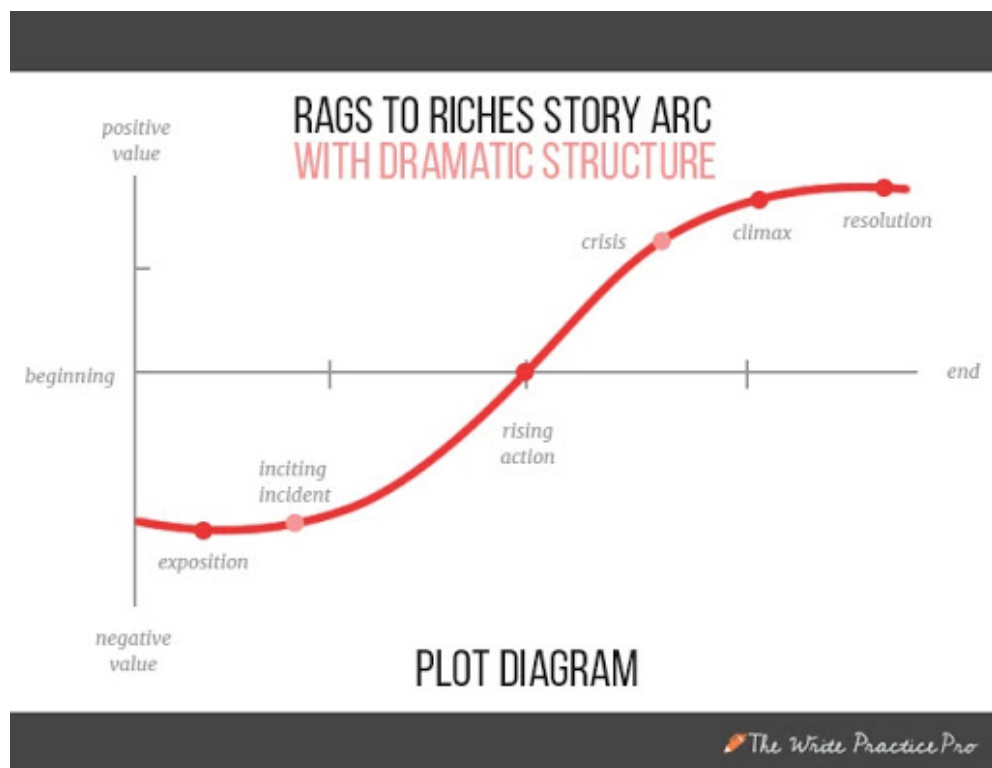 RAGS TO RICHES STORY ARC
WITH DRAMATIC STRUCTURE
positive
value
crisis
climax
resolution
beginning
end
rising
action
inciting
incident
exposition
negative
value
PLOT DIAGRAM
The Write Practice Pro